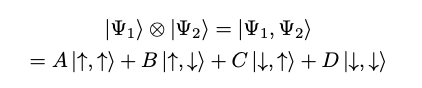 |Ψ₁⟩ ⊗ |Ψ₂⟩ = |Ψ₁, Ψ₂⟩
= A |↑, ↑⟩ + B |↑, ↓⟩ + C |↓, ↑⟩ + D |↓, ↓⟩